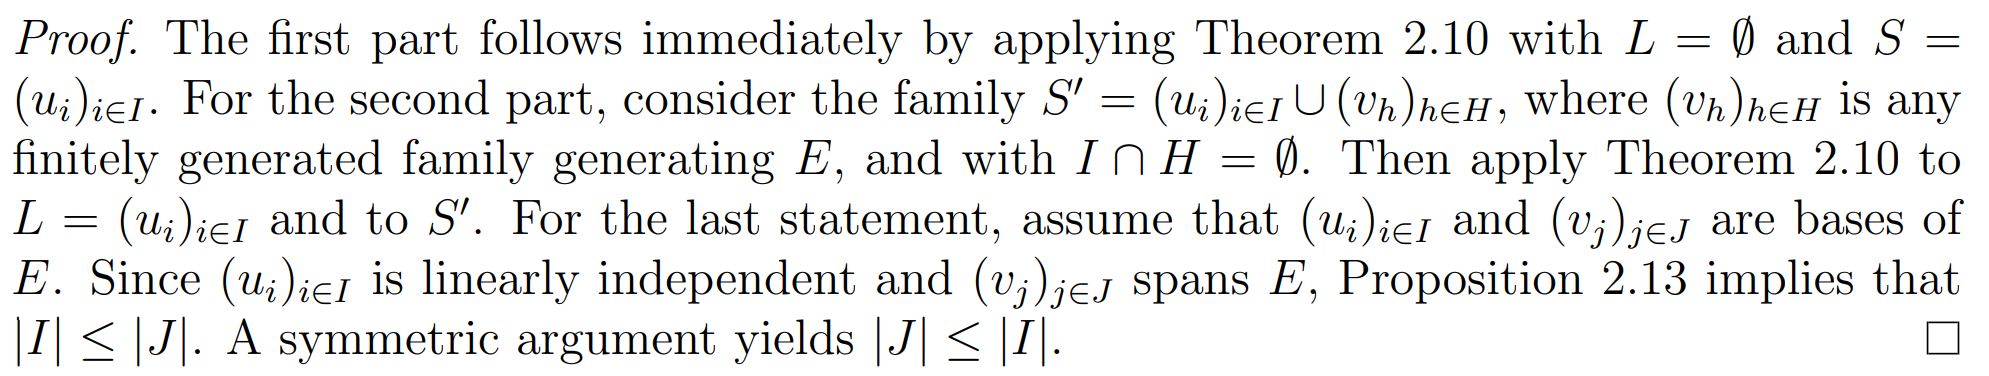 Proof. The first part follows immediately by applying Theorem 2.10 with L = ∅ and S =
(u_i)_{i∈I}. For the second part, consider the family S′ = (u_i)_{i∈I} ∪ (v_h)_{h∈H}, where (v_h)_{h∈H} is any
finitely generated family generating E, and with I ∩ H = ∅. Then apply Theorem 2.10 to
L = (u_i)_{i∈I} and to S′. For the last statement, assume that (u_i)_{i∈I} and (v_j)_{j∈J} are bases of
E. Since (u_i)_{i∈I} is linearly independent and (v_j)_{j∈J} spans E, Proposition 2.13 implies that
|I| ≤ |J|. A symmetric argument yields |J| ≤ |I|. □